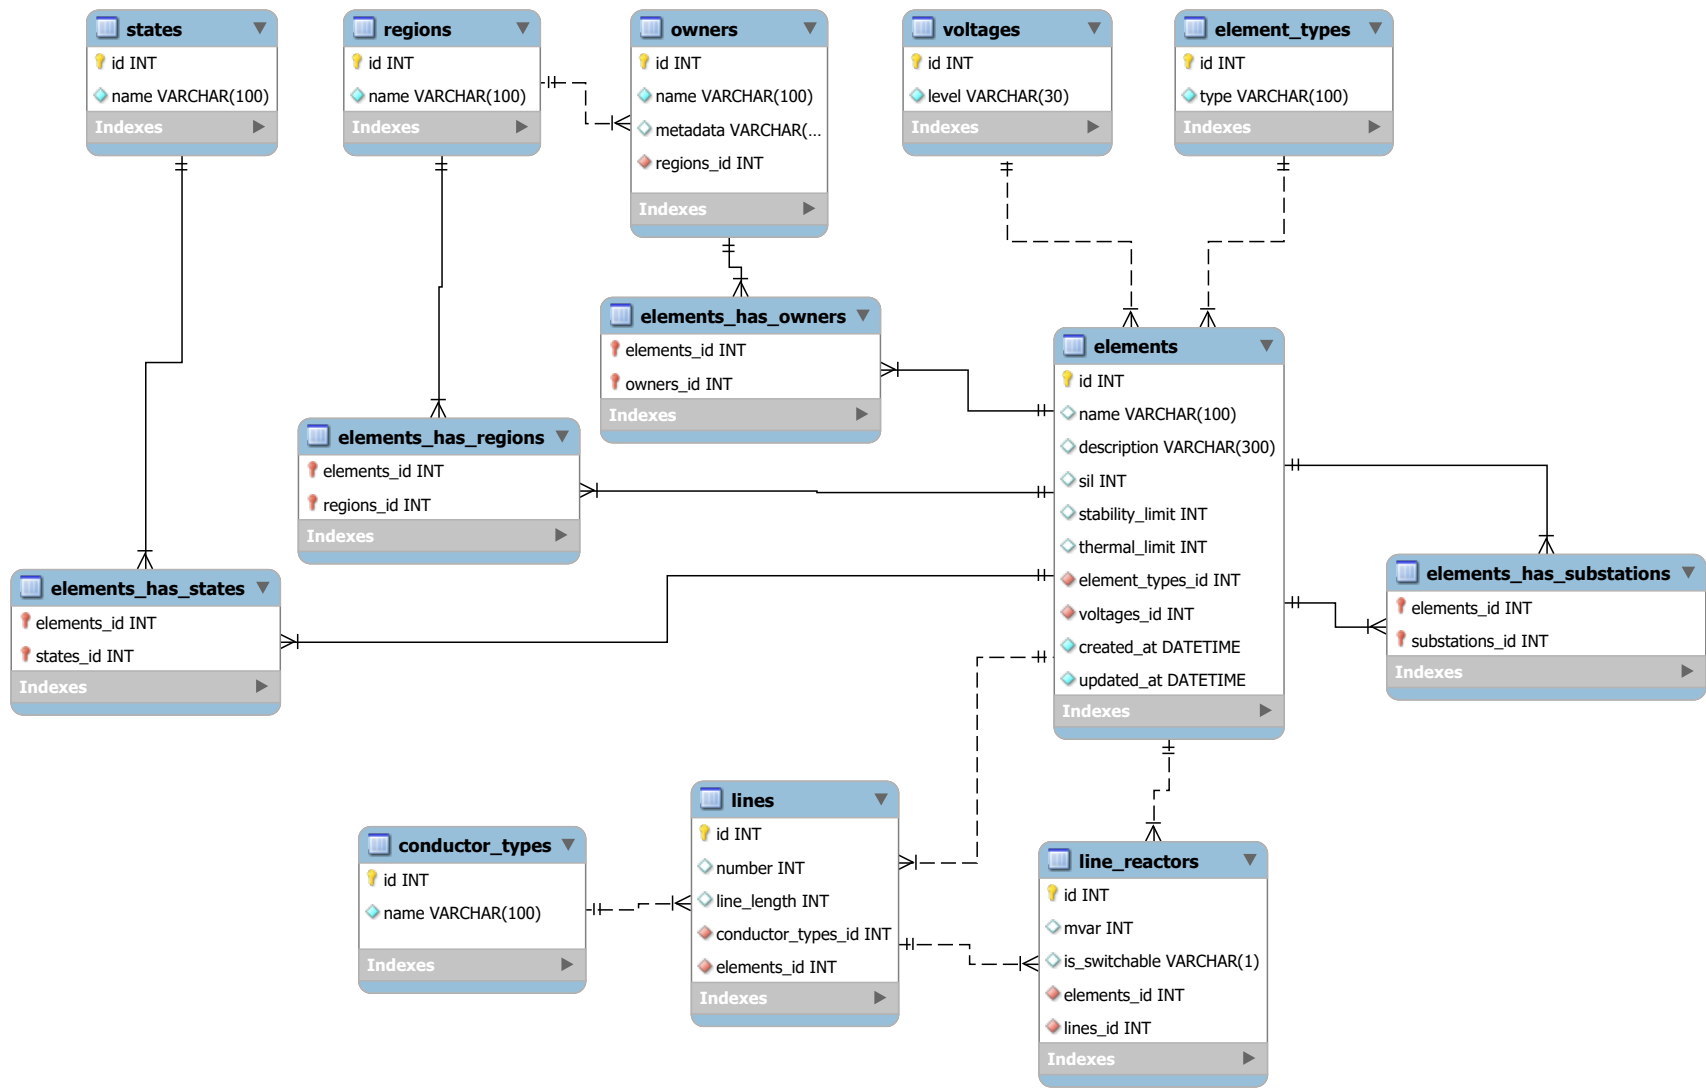 states
id INT
name VARCHAR(100)
Indexes
regions
id INT
name VARCHAR(100)
Indexes
owners
id INT
name VARCHAR(100)
metadata VARCHAR(...
regions_id INT
Indexes
voltages
id INT
level VARCHAR(30)
Indexes
element_types
id INT
type VARCHAR(100)
Indexes
elements_has_owners
elements_id INT
owners_id INT
Indexes
elements
id INT
name VARCHAR(100)
description VARCHAR(300)
sil INT
stability_limit INT
thermal_limit INT
element_types_id INT
voltages_id INT
created_at DATETIME
updated_at DATETIME
Indexes
elements_has_regions
elements_id INT
regions_id INT
Indexes
elements_has_states
elements_id INT
states_id INT
Indexes
elements_has_substations
elements_id INT
substations_id INT
Indexes
lines
id INT
number INT
line_length INT
conductor_types_id INT
elements_id INT
Indexes
conductor_types
id INT
name VARCHAR(100)
Indexes
line_reactors
id INT
mvar INT
is_switchable VARCHAR(1)
elements_id INT
lines_id INT
Indexes